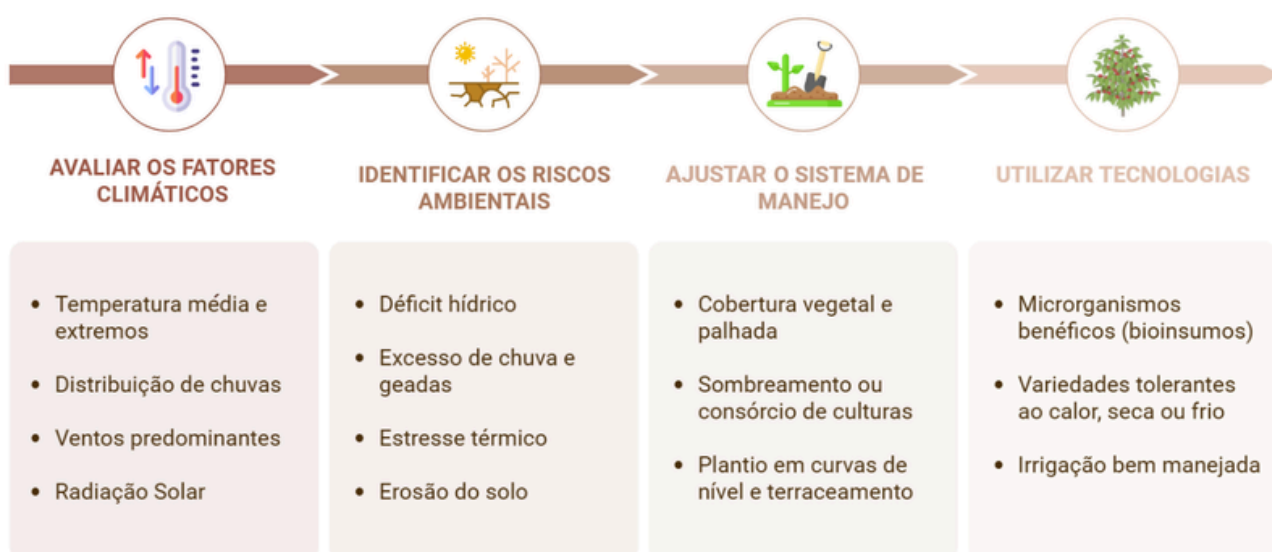 AVALIAR OS FATORES
CLIMÁTICOS
IDENTIFICAR OS RISCOS
AMBIENTAIS
AJUSTAR O SISTEMA DE
MANEJO
UTILIZAR TECNOLOGIAS
• Temperatura média e
extremos
• Distribuição de chuvas
• Ventos predominantes
• Radiação Solar
• Déficit hídrico
• Excesso de chuva e
geadas
• Estresse térmico
• Erosão do solo
• Cobertura vegetal e
palhada
• Sombreamento ou
consórcio de culturas
• Plantio em curvas de
nível e terraceamento
• Microrganismos
benéficos (bioinsumos)
• Variedades tolerantes
ao calor, seca ou frio
• Irrigação bem manejada